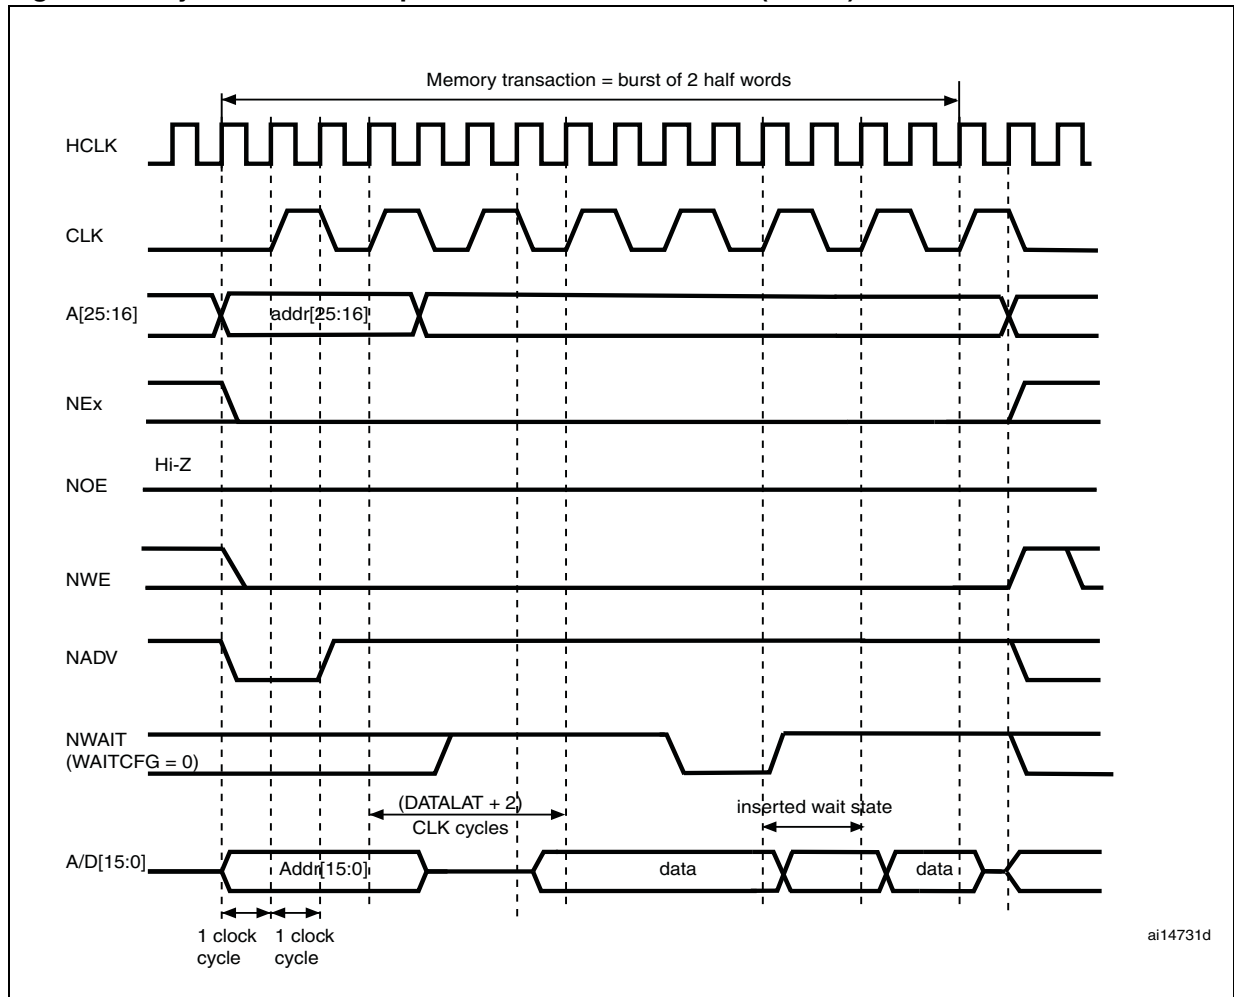 Memory transaction = burst of 2 half words
HCLK
CLK
A[25:16]
addr[25:16]
NEx
Hi-Z
NOE
NWE
NADV
NWAIT
(WAITCFG = 0)
(DATALAT + 2)
CLK cycles
inserted wait state
A/D[15:0]
Addr[15:0]
data
data
1 clock
cycle
1 clock
cycle
ai14731d